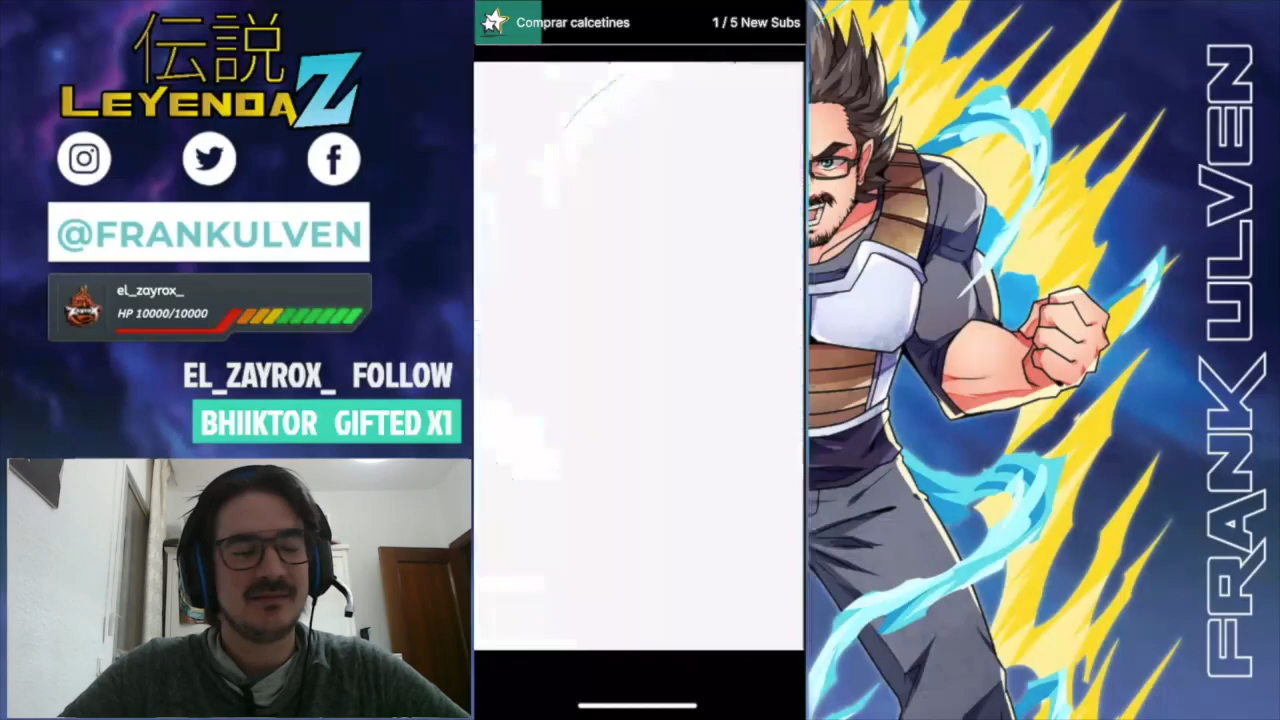 伝説
LEYENDAZ
@FRANKULVEN
el_zayrox_
HP 10000/10000
EL_ZAYROX_ FOLLOW
BHIIKTOR GIFTED X1
Comprar calcetines 1 / 5 New Subs
FRANK ULVEN